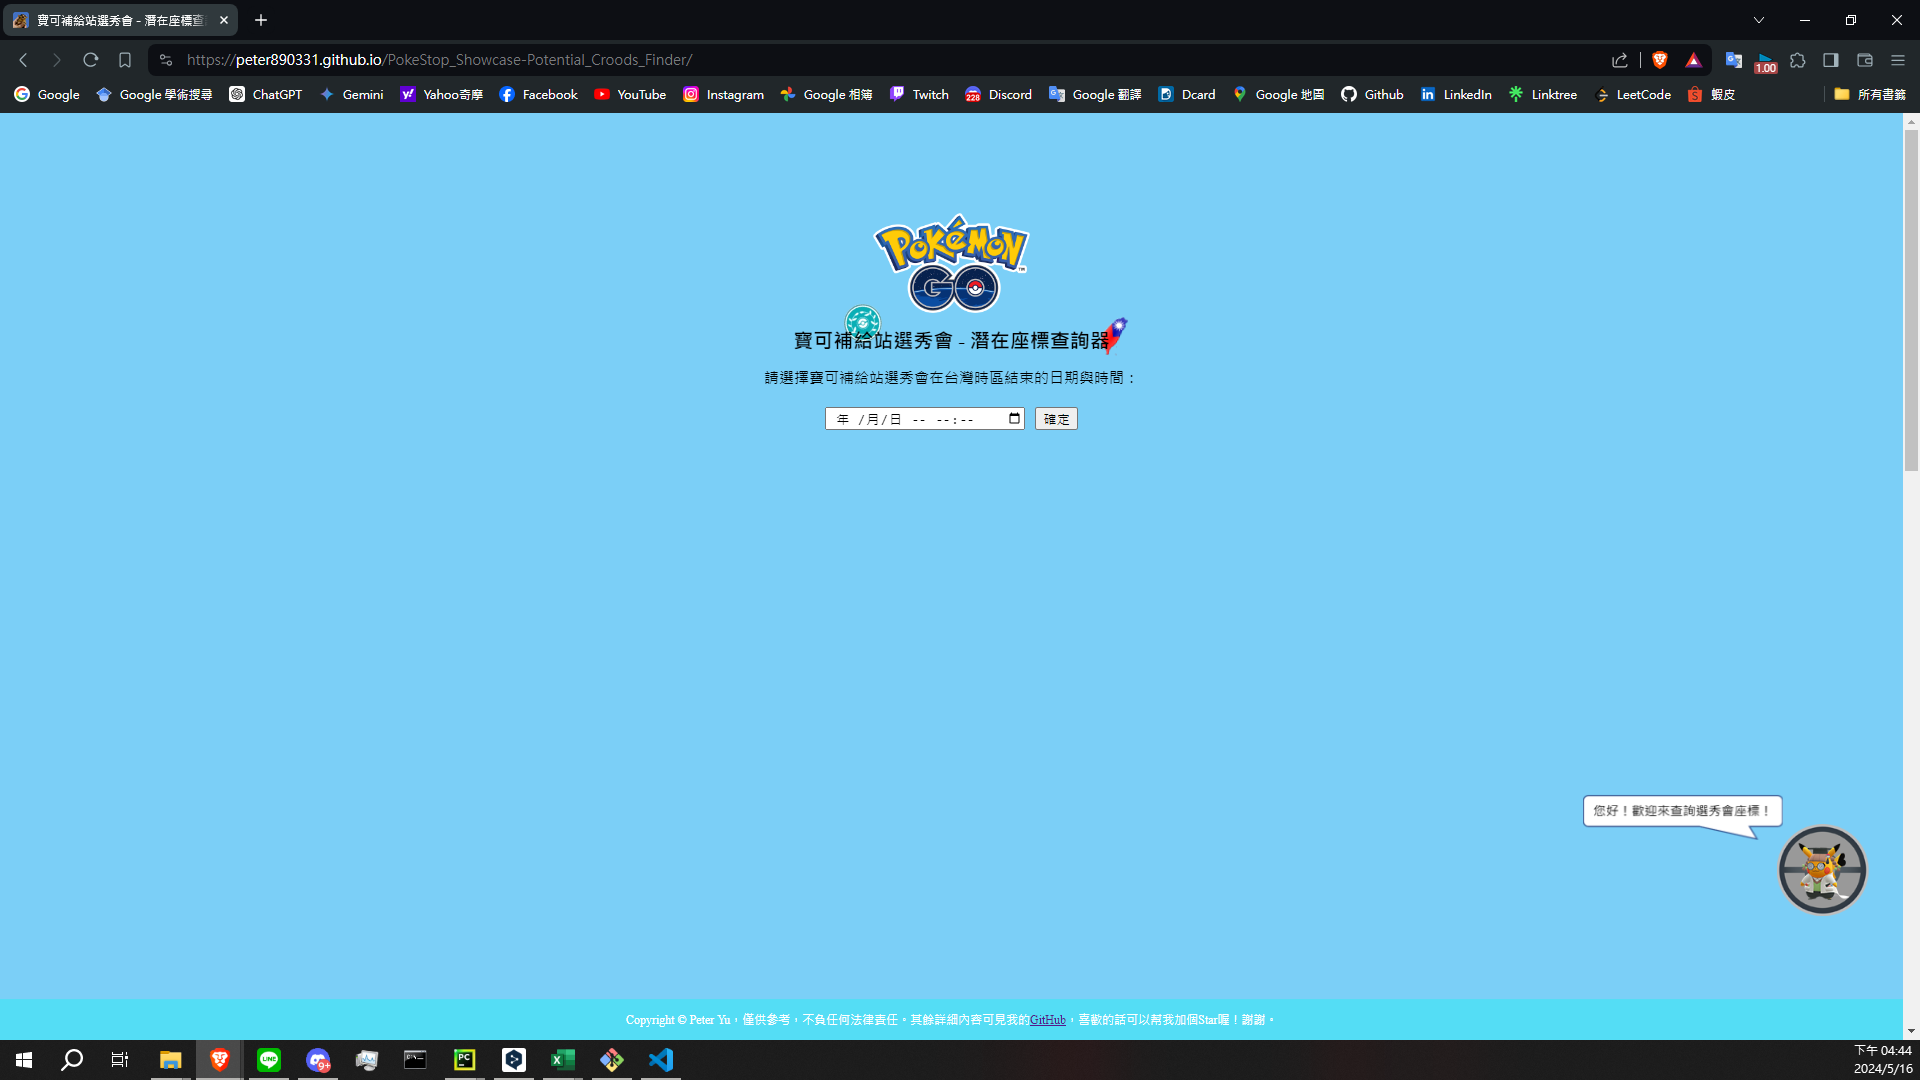 寶可補給站選秀會 - 潛在座標查
https://peter890331.github.io/PokeStop_Showcase-Potential_Croods_Finder/
1.00
Google
Google 學術搜尋
ChatGPT
Gemini
Yahoo奇摩
Facebook
YouTube
Instagram
Google 相簿
Twitch
228
Discord
Google 翻譯
Dcard
Google 地圖
Github
LinkedIn
Linktree
LeetCode
蝦皮
所有書籤
POKÉMON
GO
寶可補給站選秀會 - 潛在座標查詢器
請選擇寶可補給站選秀會在台灣時區結束的日期與時間：
年 /月/日 -- --:--
確定
您好！歡迎來查詢選秀會座標！
Copyright © Peter Yu，僅供參考，不負任何法律責任。其餘詳細內容可見我的GitHub，喜歡的話可以幫我加個Star喔！謝謝。
LINE
9+
PC
下午 04:44
2024/5/16